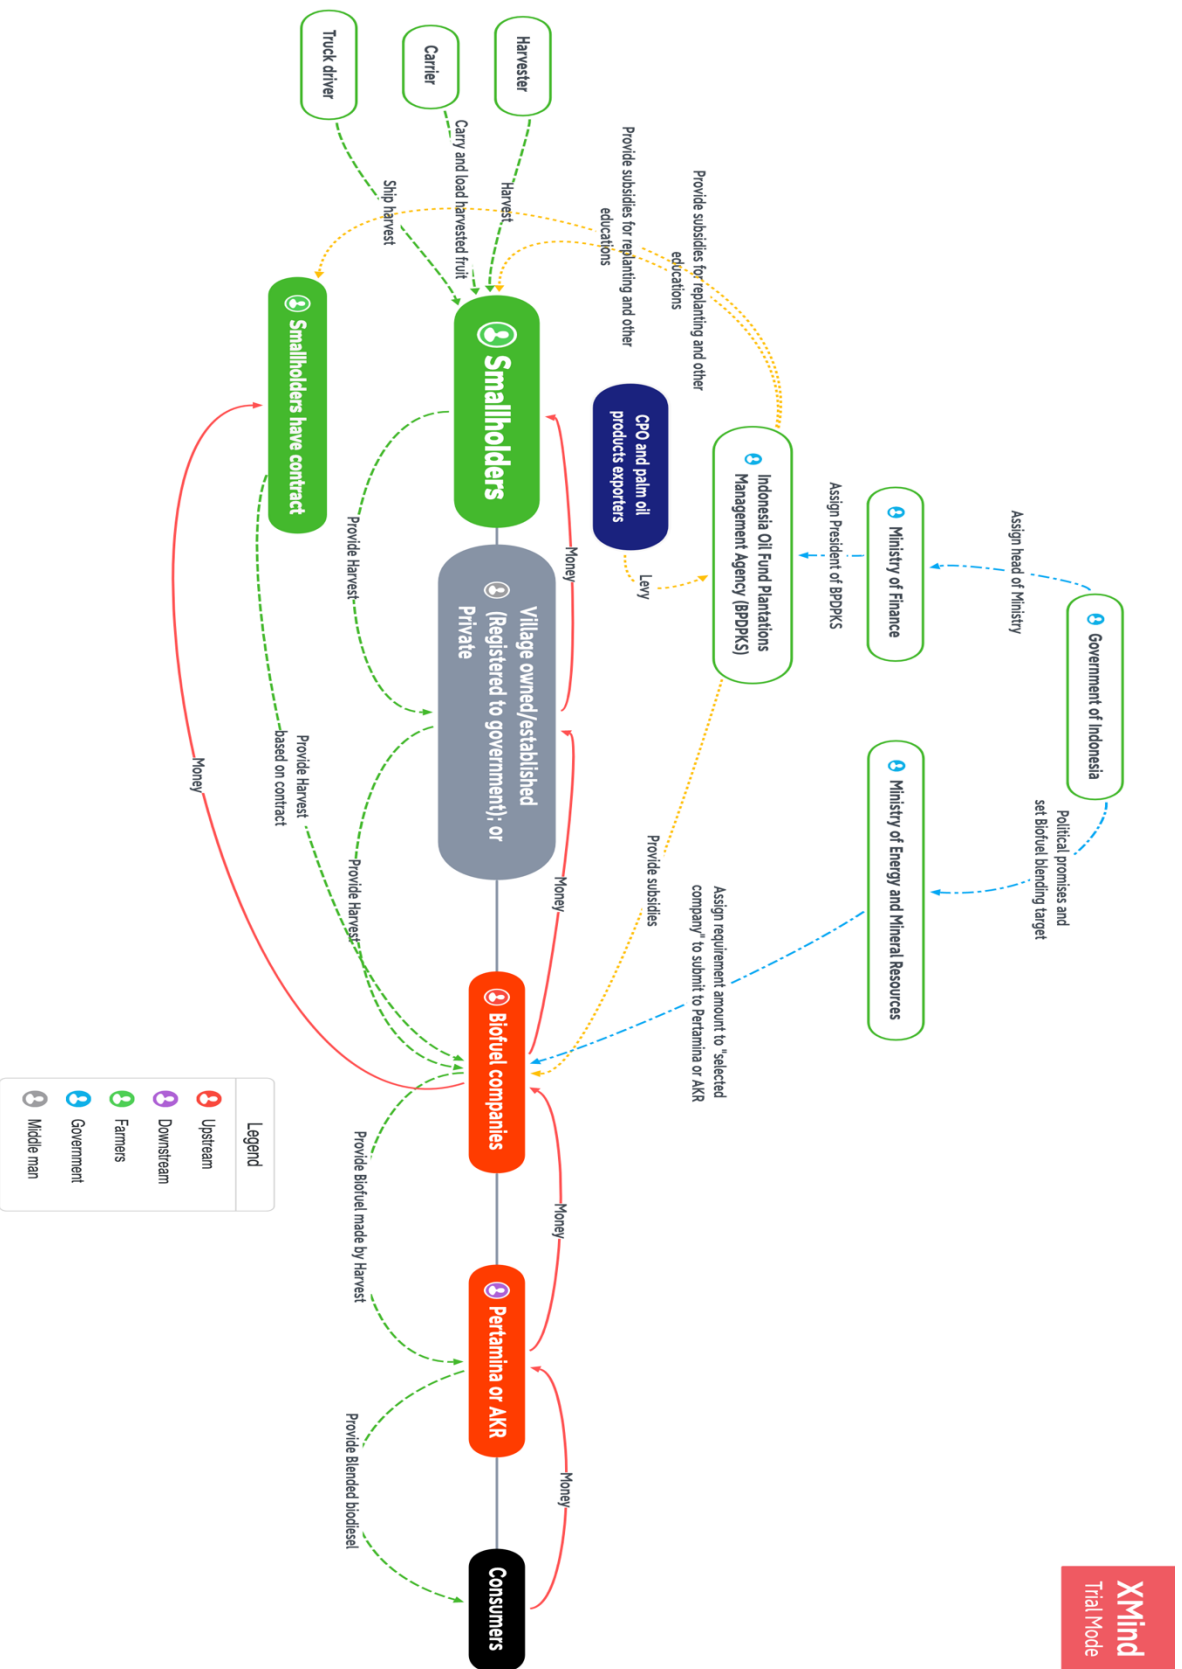 XMind
Trial Mode
Government of Indonesia
Assign head of Ministry
Political promises and
set Biofuel blending target
Ministry of Finance
Ministry of Energy and Mineral Resources
Assign President of BPDPKS
Indonesia Oil Fund Plantations
Management Agency (BPDPKS)
Provide subsidies for replanting and other
educations
Provide subsidies for replanting and other
educations
CPO and palm oil
products exporters
Levy
Provide subsidies
Assign requirement amount to "selected
company" to submit to Pertamina or AKR
Harvester
Carrier
Truck driver
Harvest
Carry and load harvested fruit
Ship harvest
Money
Money
Money
Money
Smallholders
Village owned/established
(Registered to government); or
Private
Biofuel companies
Pertamina or AKR
Consumers
Provide Harvest
Provide Harvest
Provide Biofuel made by Harvest
Provide Blended biodiesel
Smallholders have contract
Provide Harvest
based on contract
Money
Legend
Upstream
Downstream
Farmers
Government
Middle man